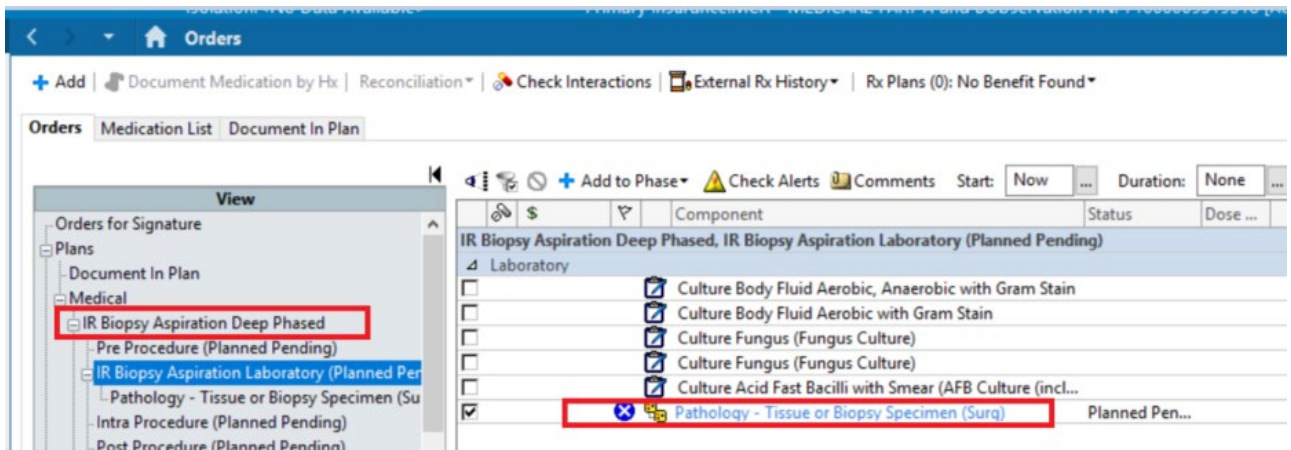 Orders
Add | Document Medication by Hx | Reconciliation | Check Interactions | External Rx History | Rx Plans (0): No Benefit Found
Orders Medication List Document In Plan
View
Orders for Signature
Plans
Document In Plan
Medical
IR Biopsy Aspiration Deep Phased
Pre Procedure (Planned Pending)
IR Biopsy Aspiration Laboratory (Planned Per
Pathology - Tissue or Biopsy Specimen (Su
Intra Procedure (Planned Pending)
Post Procedure (Planned Pending)
Add to Phase Check Alerts Comments Start: Now ... Duration: None ...
$ Component Status Dose ...
IR Biopsy Aspiration Deep Phased, IR Biopsy Aspiration Laboratory (Planned Pending)
Laboratory
Culture Body Fluid Aerobic, Anaerobic with Gram Stain
Culture Body Fluid Aerobic with Gram Stain
Culture Fungus (Fungus Culture)
Culture Fungus (Fungus Culture)
Culture Acid Fast Bacilli with Smear (AFB Culture (incl...
Pathology - Tissue or Biopsy Specimen (Surg) Planned Pen...